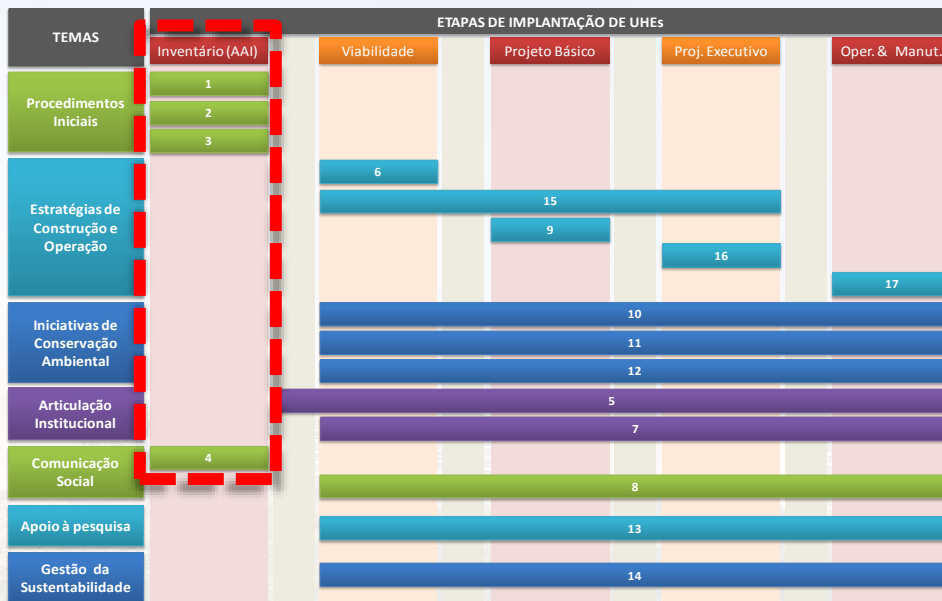 ETAPAS DE IMPLANTAÇÃO DE UHEs
TEMAS
Inventário (AAI)
Viabilidade
Projeto Básico
Proj. Executivo
Oper. & Manut.
Procedimentos
Iniciais
1
2
3
Estratégias de
Construção e
Operação
6
15
9
16
17
Iniciativas de
Conservação
Ambiental
10
11
12
Articulação
Institucional
5
7
Comunicação
Social
4
8
Apoio à pesquisa
13
Gestão da
Sustentabilidade
14